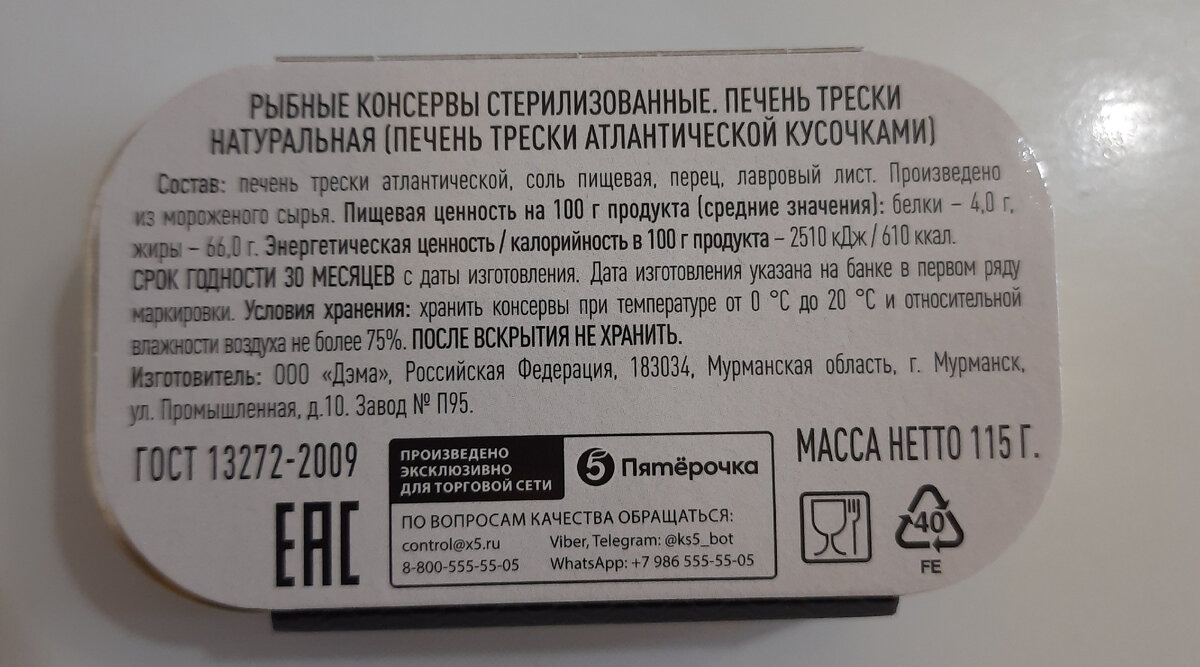 РЫБНЫЕ КОНСЕРВЫ СТЕРИЛИЗОВАННЫЕ. ПЕЧЕНЬ ТРЕСКИ
НАТУРАЛЬНАЯ (ПЕЧЕНЬ ТРЕСКИ АТЛАНТИЧЕСКОЙ КУСОЧКАМИ)
Состав: печень трески атлантической, соль пищевая, перец, лавровый лист. Произведено
из мороженого сырья. Пищевая ценность на 100 г продукта (средние значения): белки – 4,0 г,
жиры – 66,0 г. Энергетическая ценность / калорийность в 100 г продукта – 2510 кДж / 610 ккал.
СРОК ГОДНОСТИ 30 МЕСЯЦЕВ с даты изготовления. Дата изготовления указана на банке в первом ряду
маркировки. Условия хранения: хранить консервы при температуре от 0 °С до 20 °С и относительной
влажности воздуха не более 75%. ПОСЛЕ ВСКРЫТИЯ НЕ ХРАНИТЬ.
Изготовитель: ООО «Дэма», Российская Федерация, 183034, Мурманская область, г. Мурманск,
ул. Промышленная, д.10. Завод № П95.
ГОСТ 13272-2009
ЕАС
ПРОИЗВЕДЕНО
ЭКСКЛЮЗИВНО
ДЛЯ ТОРГОВОЙ СЕТИ
5 Пятёрочка
ПО ВОПРОСАМ КАЧЕСТВА ОБРАЩАТЬСЯ:
control@x5.ru Viber, Telegram: @ks5_bot
8-800-555-55-05 WhatsApp: +7 986 555-55-05
МАССА НЕТТО 115 Г.
40
FE